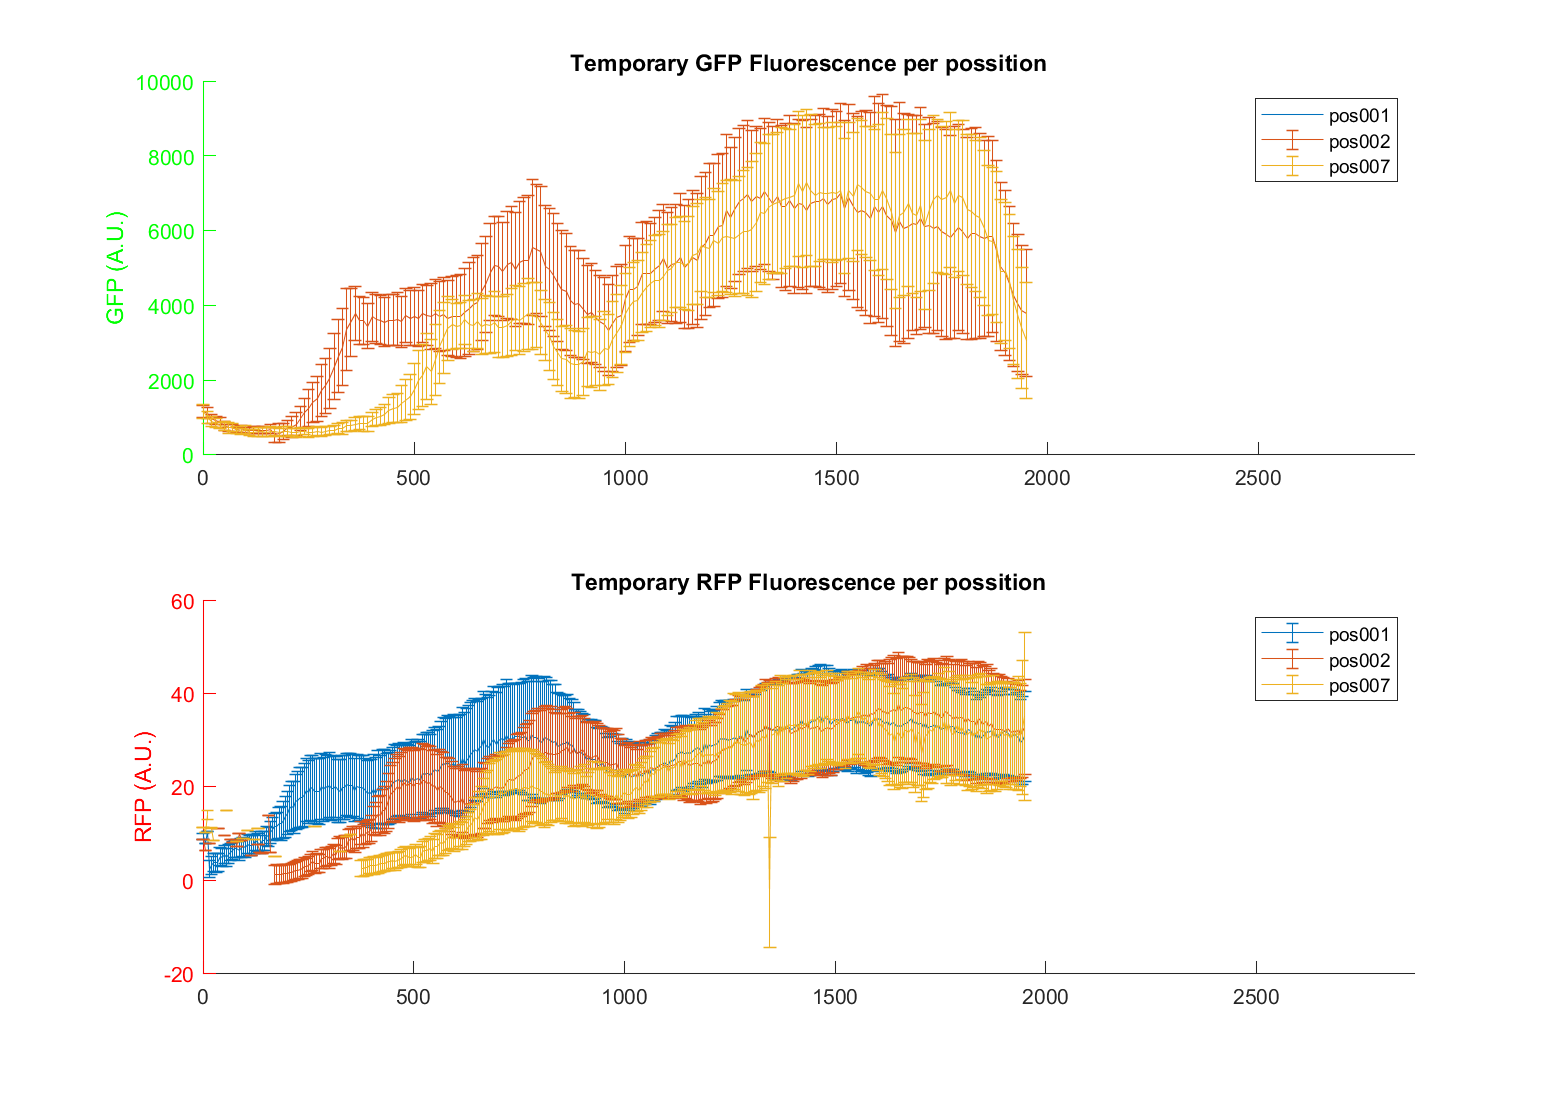 Temporary GFP Fluorescence per possition
10000
8000
6000
4000
2000
0
GFP (A.U.)
0 500 1000 1500 2000 2500
pos001
pos002
pos007
Temporary RFP Fluorescence per possition
60
40
20
0
-20
RFP (A.U.)
0 500 1000 1500 2000 2500
pos001
pos002
pos007